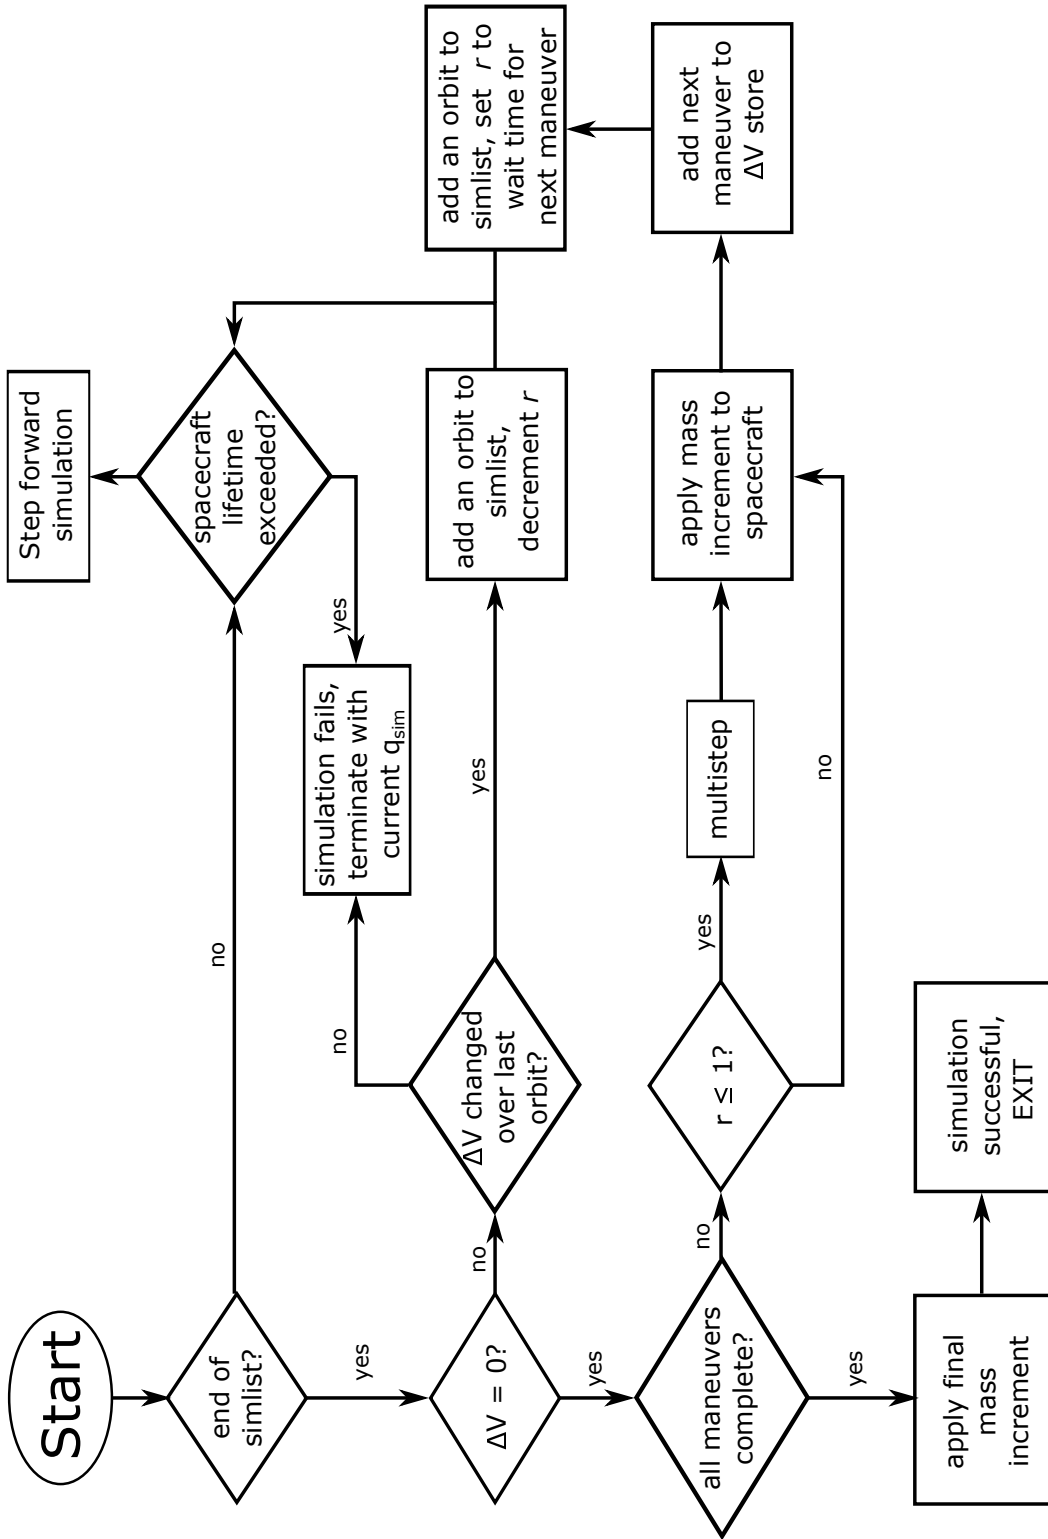 Start
end of
simlist?
no
yes
spacecraft
lifetime
exceeded?
Step forward
simulation
yes
simulation fails,
terminate with
current qsim
ΔV = 0?
no
yes
ΔV changed
over last
orbit?
no
yes
add an orbit to
simlist,
decrement r
add an orbit to
simlist, set r to
wait time for
next maneuver
all maneuvers
complete?
no
yes
r ≤ 1?
yes
no
multistep
apply mass
increment to
spacecraft
add next
maneuver to
ΔV store
apply final
mass
increment
simulation
successful,
EXIT